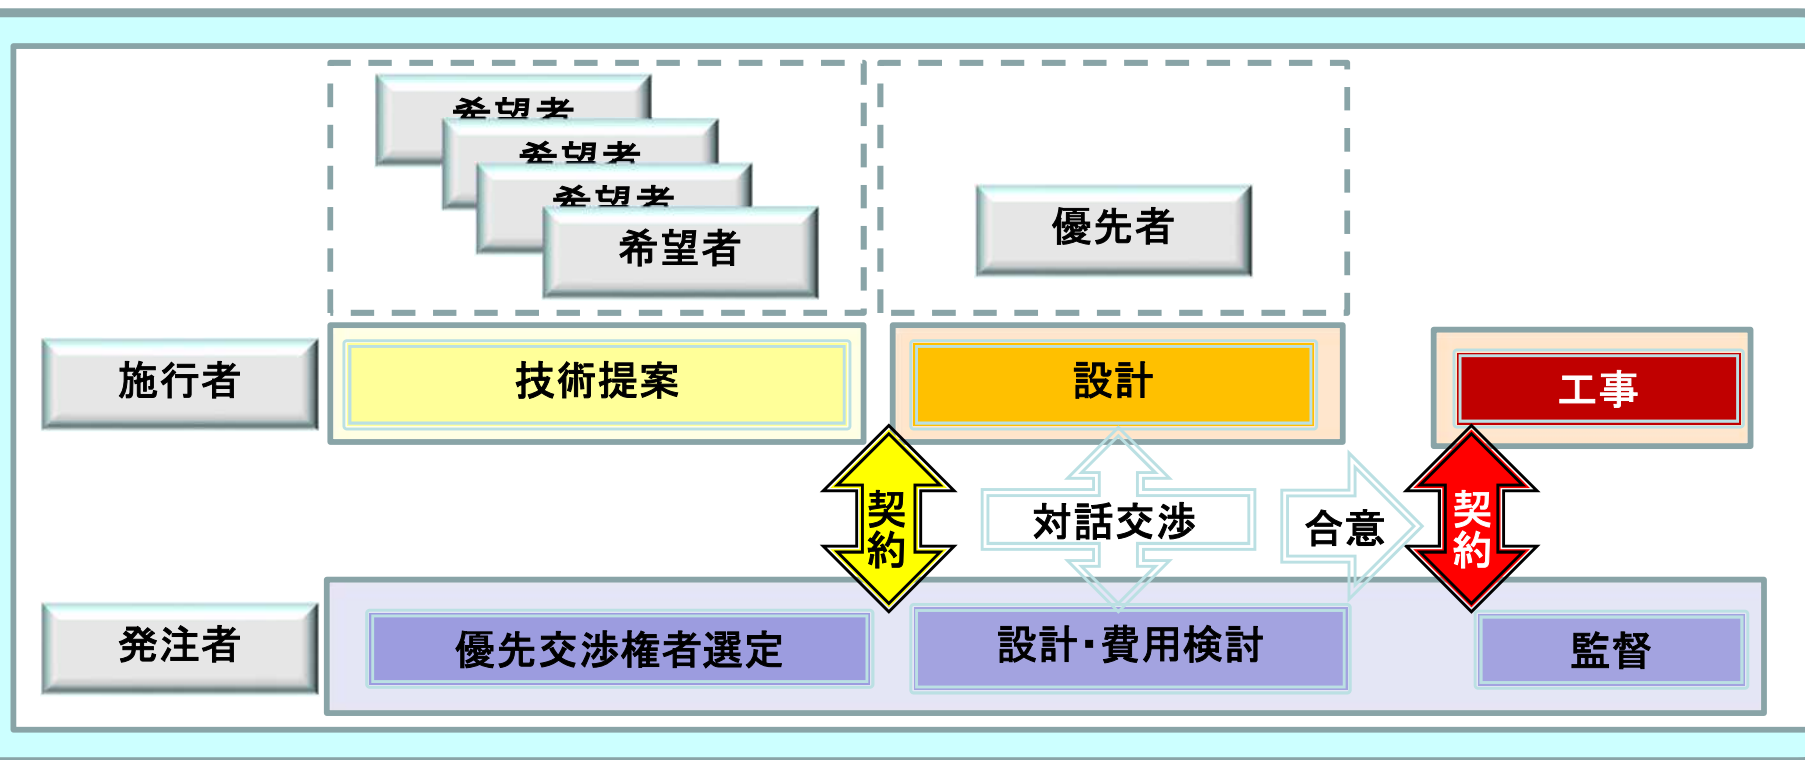 希望者
希望者
希望者
希望者
優先者
施行者
技術提案
設計
工事
契約
対話交渉
合意
契約
発注者
優先交渉権者選定
設計・費用検討
監督